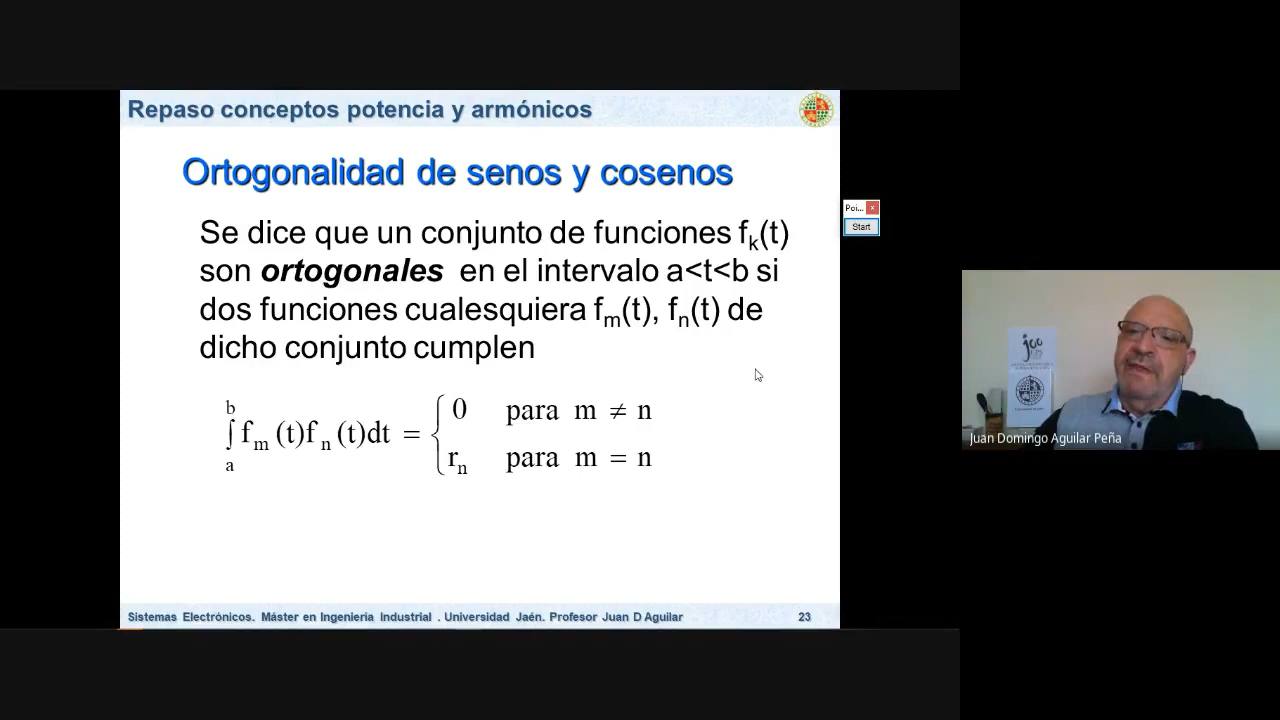 Repaso conceptos potencia y armónicos
Ortogonalidad de senos y cosenos
Se dice que un conjunto de funciones fk(t)
son ortogonales en el intervalo a<t<b si
dos funciones cualesquiera fm(t), fn(t) de
dicho conjunto cumplen
b
∫ fm (t)fn (t)dt = { 0 para m ≠ n
a
rn para m = n
Sistemas Electrónicos. Máster en Ingeniería Industrial . Universidad Jaén. Profesor Juan D Aguilar 23
Poi... x
Start
joo
Juan Domingo Aguilar Peña